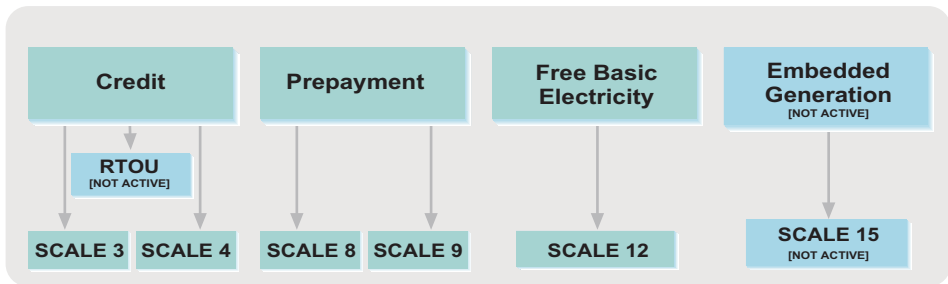 Credit
Prepayment
Free Basic
Electricity
Embedded
Generation
[NOT ACTIVE]
RTOU
[NOT ACTIVE]
SCALE 3
SCALE 4
SCALE 8
SCALE 9
SCALE 12
SCALE 15
[NOT ACTIVE]